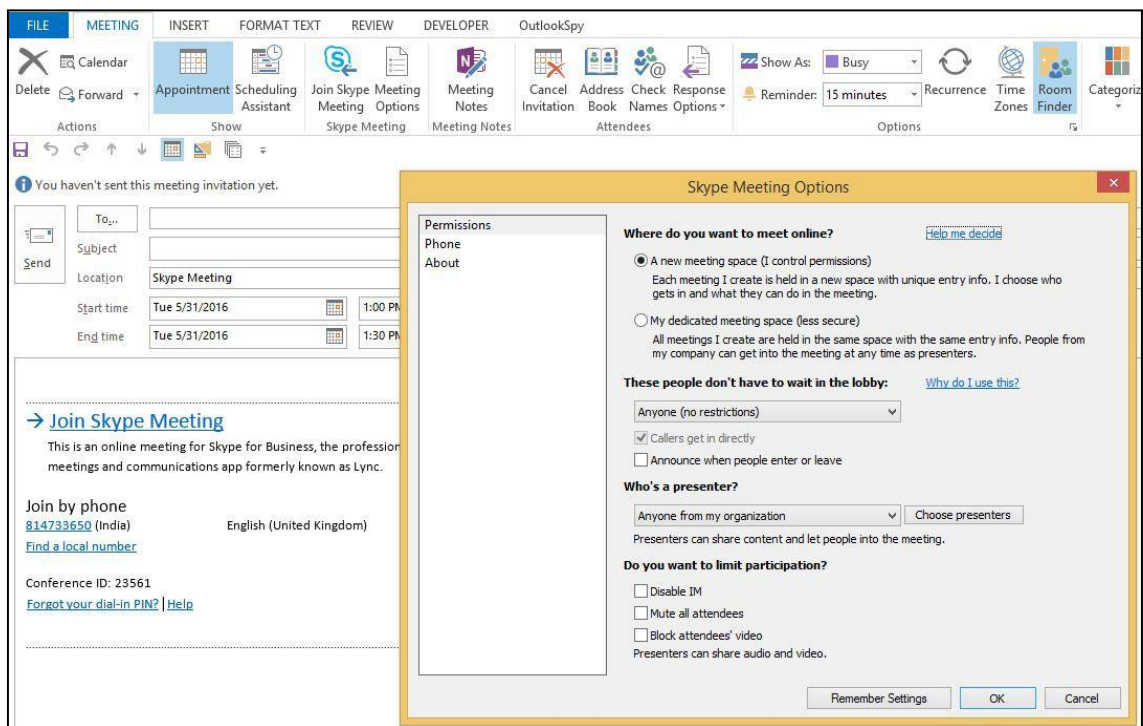 FILE MEETING INSERT FORMAT TEXT REVIEW DEVELOPER OutlookSpy
Delete
Calendar
Forward
Actions
Appointment
Scheduling
Assistant
Show
Join Skype
Meeting
Meeting
Options
Skype Meeting
Meeting
Notes
Meeting Notes
Cancel
Invitation
Address
Book
Check
Names
Response
Options
Attendees
Show As: Busy
Reminder: 15 minutes
Recurrence
Time
Zones
Room
Finder
Options
Categoriz
You haven't sent this meeting invitation yet.
Send
To...
Subject
Location Skype Meeting
Start time Tue 5/31/2016 1:00 PM
End time Tue 5/31/2016 1:30 PM
→ Join Skype Meeting
This is an online meeting for Skype for Business, the profession
meetings and communications app formerly known as Lync.
Join by phone
814733650 (India) English (United Kingdom)
Find a local number
Conference ID: 23561
Forgot your dial-in PIN? | Help
Skype Meeting Options
Permissions
Phone
About
Where do you want to meet online? Help me decide
A new meeting space (I control permissions)
Each meeting I create is held in a new space with unique entry info. I choose who
gets in and what they can do in the meeting.
My dedicated meeting space (less secure)
All meetings I create are held in the same space with the same entry info. People from
my company can get into the meeting at any time as presenters.
These people don't have to wait in the lobby: Why do I use this?
Anyone (no restrictions)
Callers get in directly
Announce when people enter or leave
Who's a presenter?
Anyone from my organization Choose presenters
Presenters can share content and let people into the meeting.
Do you want to limit participation?
Disable IM
Mute all attendees
Block attendees' video
Presenters can share audio and video.
Remember Settings OK Cancel